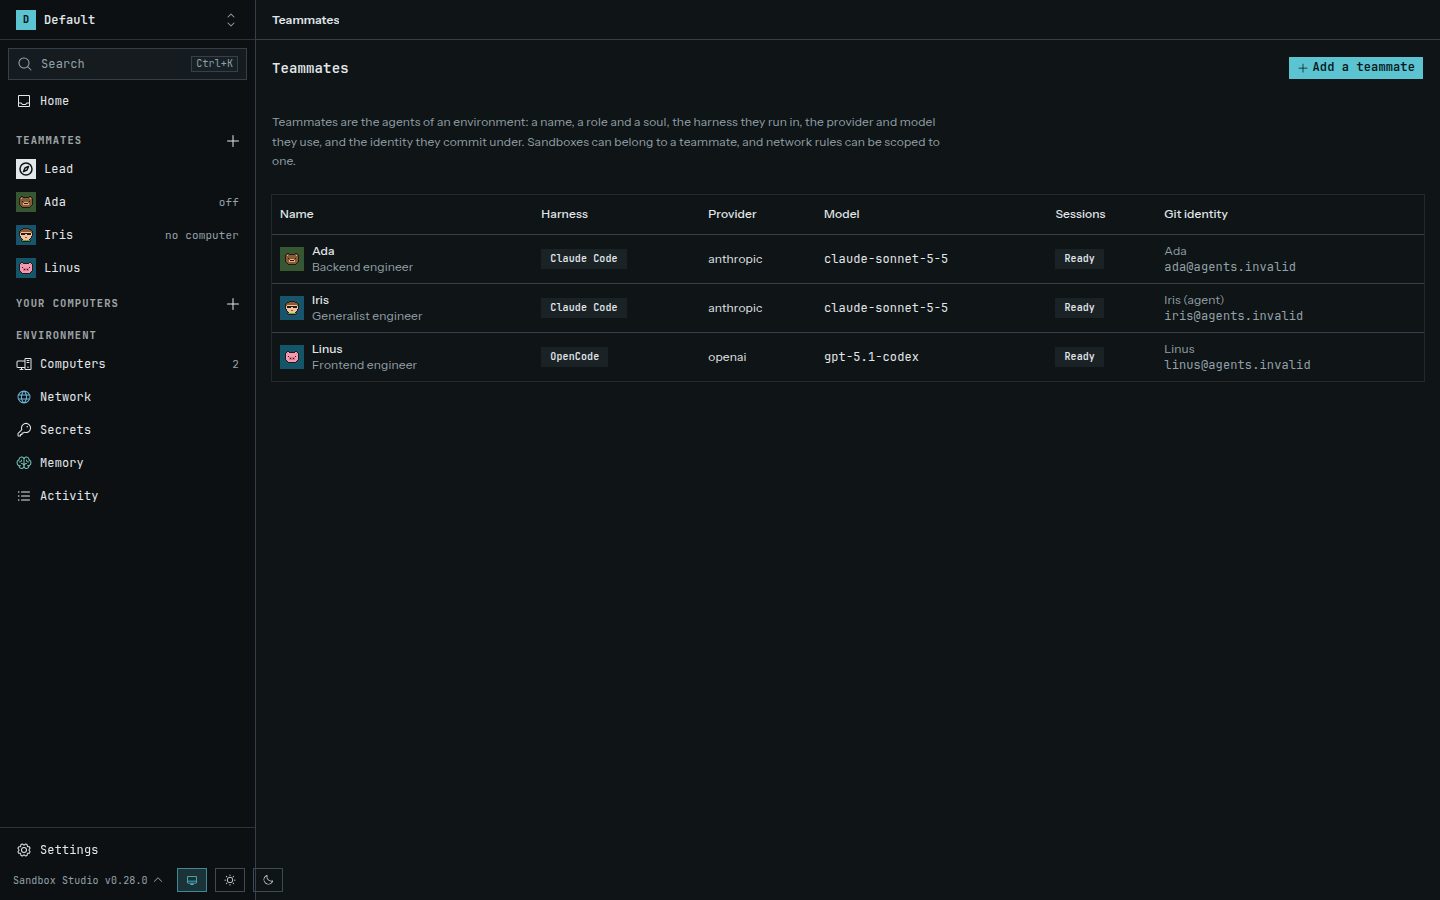 D Default
Teammates
Search Ctrl+K
Home
TEAMMATES
Lead
Ada off
Iris no computer
Linus
YOUR COMPUTERS
ENVIRONMENT
Computers 2
Network
Secrets
Memory
Activity
Settings
Sandbox Studio v0.28.0
Teammates
Add a teammate
Teammates are the agents of an environment: a name, a role and a soul, the harness they run in, the provider and model
they use, and the identity they commit under. Sandboxes can belong to a teammate, and network rules can be scoped to
one.
Name Harness Provider Model Sessions Git identity
Ada
Backend engineer
Claude Code anthropic claude-sonnet-5-5 Ready
Ada
ada@agents.invalid
Iris
Generalist engineer
Claude Code anthropic claude-sonnet-5-5 Ready
Iris (agent)
iris@agents.invalid
Linus
Frontend engineer
OpenCode openai gpt-5.1-codex Ready
Linus
linus@agents.invalid